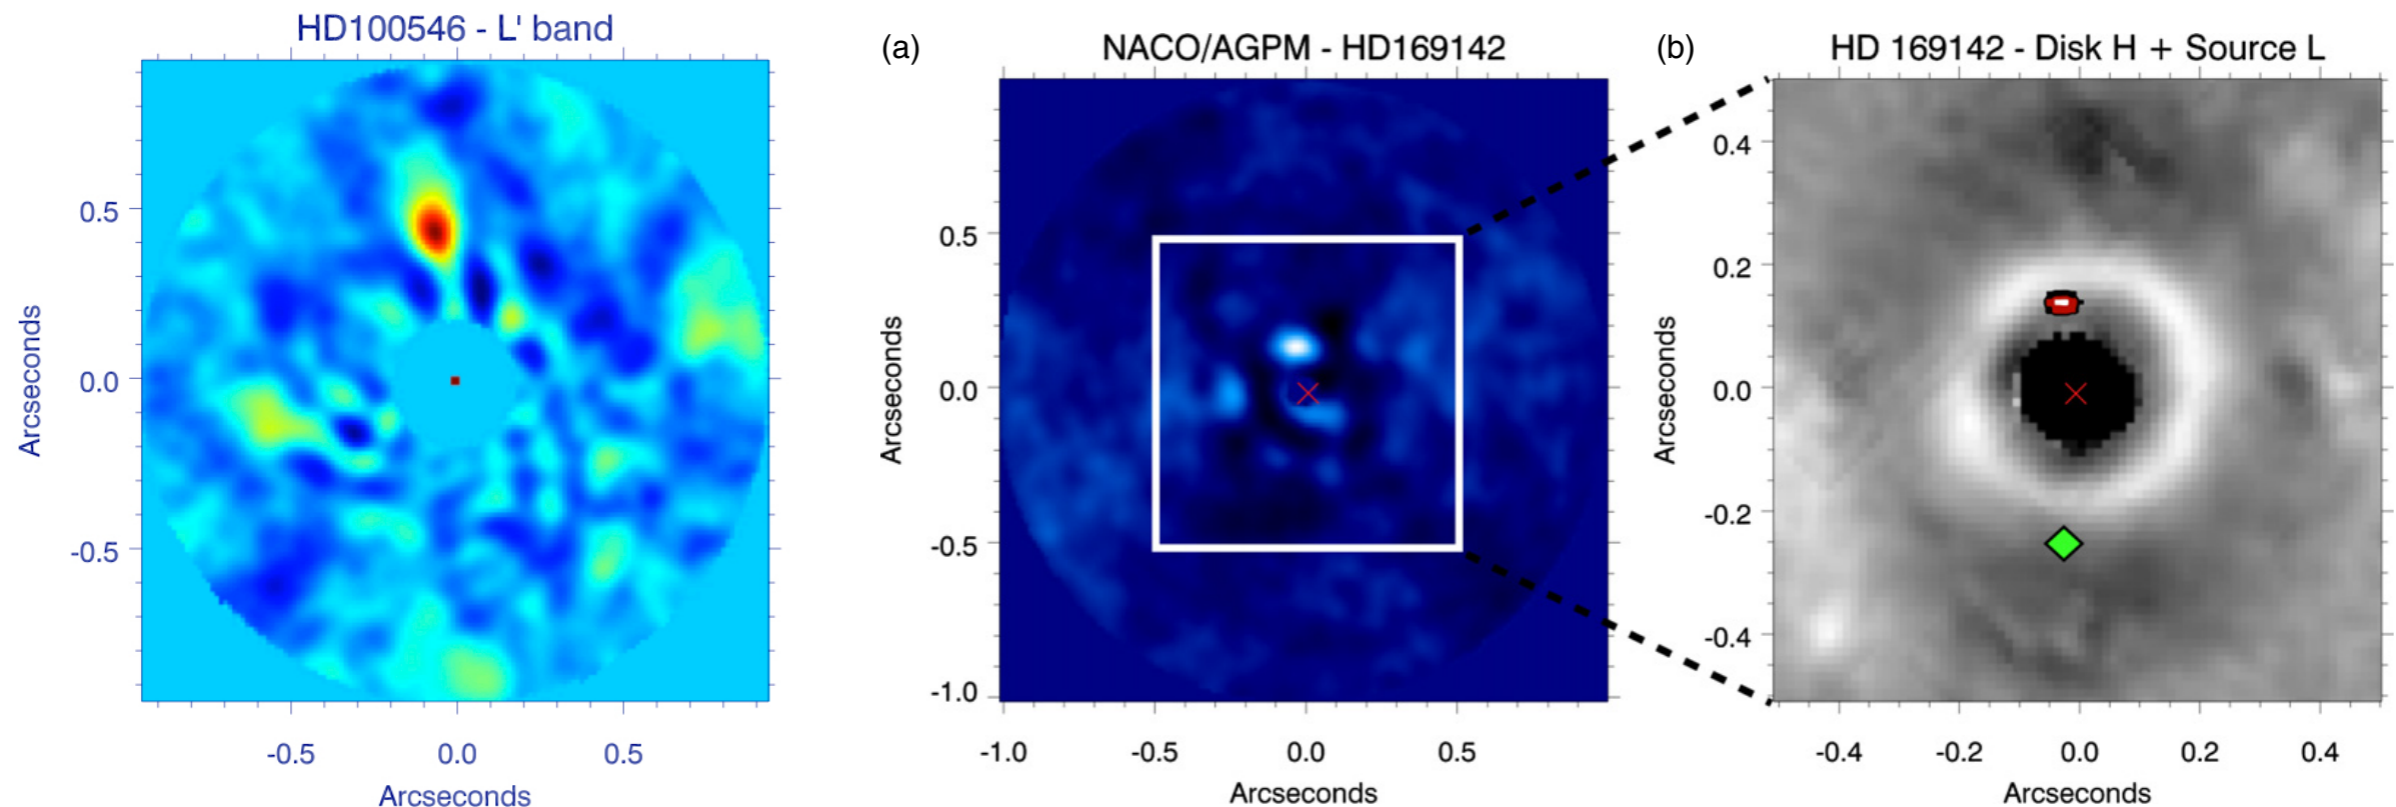 HD100546 - L' band
0.5
0.0
-0.5
Arcseconds
-0.5 0.0 0.5
Arcseconds
(a)
NACO/AGPM - HD169142
0.5
0.0
-0.5
-1.0
Arcseconds
-1.0 -0.5 0.0 0.5
Arcseconds
(b)
HD 169142 - Disk H + Source L
0.4
0.2
0.0
-0.2
-0.4
Arcseconds
-0.4 -0.2 0.0 0.2 0.4
Arcseconds